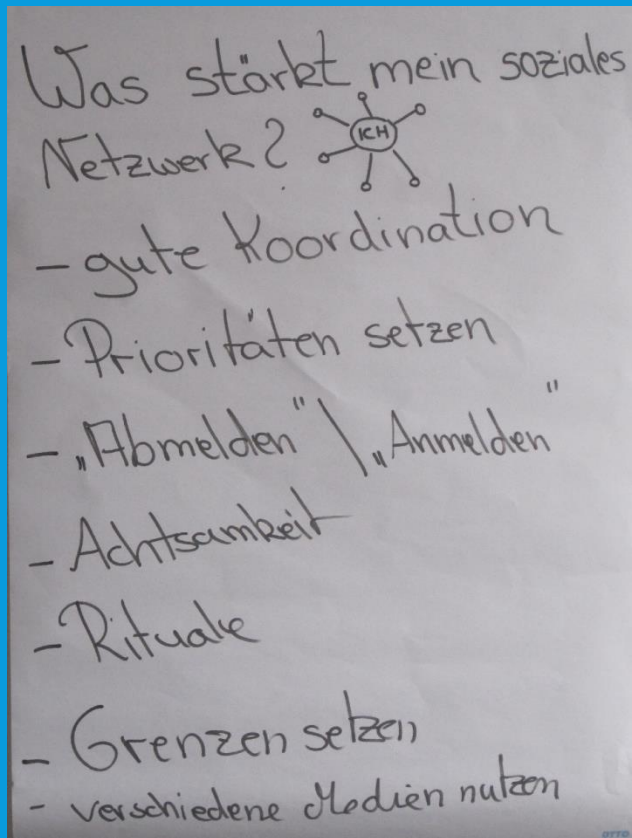 Was stärkt mein soziales
Netzwerk? ICH
- gute Koordination
- Prioritäten setzen
- „Abmelden" \ „Anmelden"
- Achtsamkeit
- Rituale
- Grenzen setzen
- verschiedene Medien nutzen
OTTO